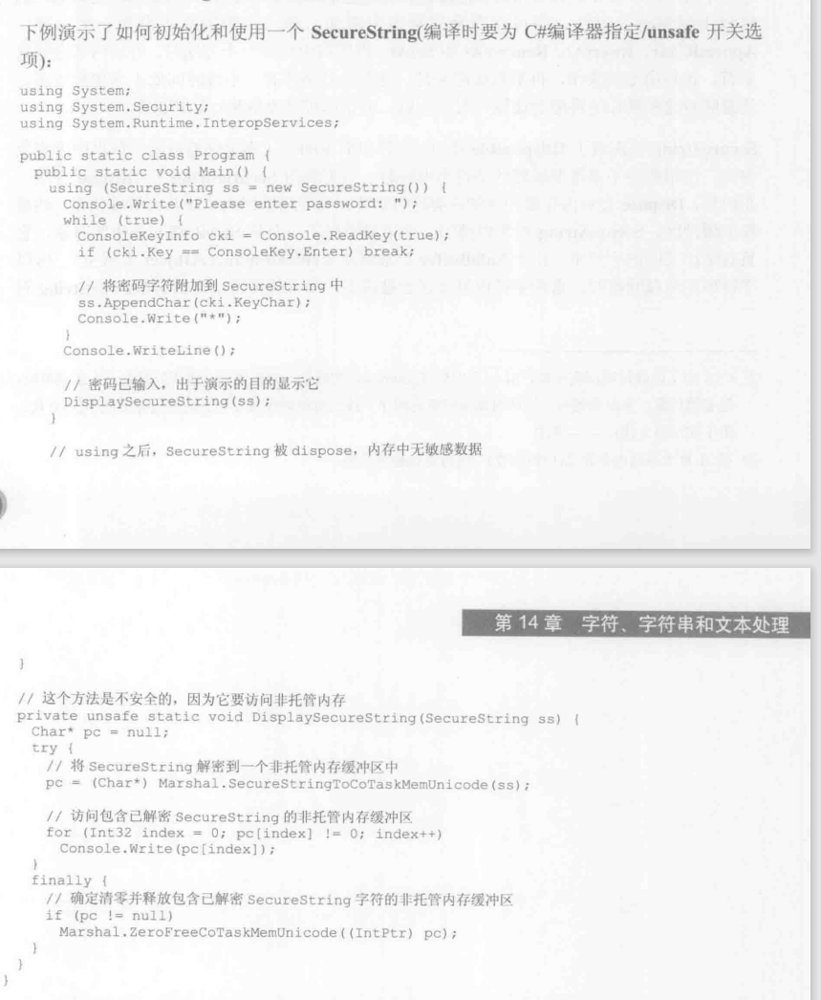 下例演示了如何初始化和使用一个 SecureString(编译时要为 C#编译器指定/unsafe 开关选
项):
using System;
using System.Security;
using System.Runtime.InteropServices;
public static class Program {
public static void Main() {
using (SecureString ss = new SecureString()) {
Console.Write("Please enter password: ");
while (true) {
ConsoleKeyInfo cki = Console.ReadKey(true);
if (cki.Key == ConsoleKey.Enter) break;
// 将密码字符附加到 SecureString 中
ss.AppendChar(cki.KeyChar);
Console.Write("*");
}
Console.WriteLine();
// 密码已输入，出于演示的目的显示它
DisplaySecureString(ss);
}
// using 之后，SecureString 被 dispose，内存中无敏感数据
第 14 章 字符、字符串和文本处理
}
// 这个方法是不安全的，因为它要访问非托管内存
private unsafe static void DisplaySecureString(SecureString ss) {
Char* pc = null;
try {
// 将 SecureString 解密到一个非托管内存缓冲区中
pc = (Char*) Marshal.SecureStringToCoTaskMemUnicode(ss);
// 访问包含已解密 SecureString 的非托管内存缓冲区
for (Int32 index = 0; pc[index] != 0; index++)
Console.Write(pc[index]);
}
finally {
// 确定清零并释放包含已解密 SecureString 字符的非托管内存缓冲区
if (pc != null)
Marshal.ZeroFreeCoTaskMemUnicode((IntPtr) pc);
}
}
}